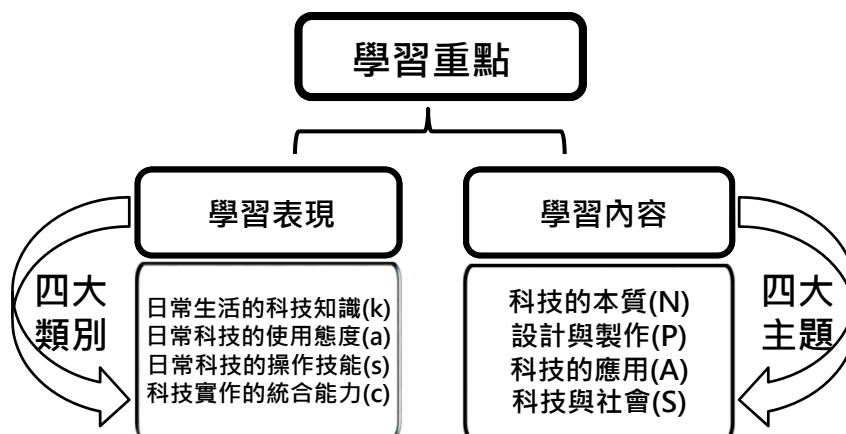 學習重點
學習表現
四大
類別
日常生活的科技知識(k)
日常科技的使用態度(a)
日常科技的操作技能(s)
科技實作的統合能力(c)
學習內容
科技的本質(N)
設計與製作(P)
科技的應用(A)
科技與社會(S)
四大
主題